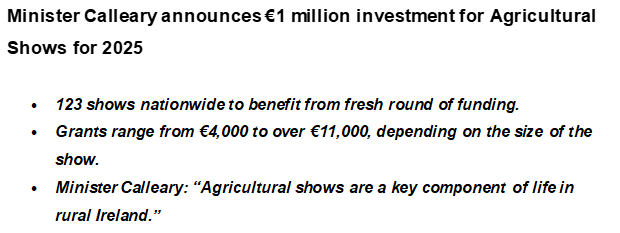 Minister Calleary announces €1 million investment for Agricultural
Shows for 2025
• 123 shows nationwide to benefit from fresh round of funding.
• Grants range from €4,000 to over €11,000, depending on the size of the
show.
• Minister Calleary: “Agricultural shows are a key component of life in
rural Ireland.”